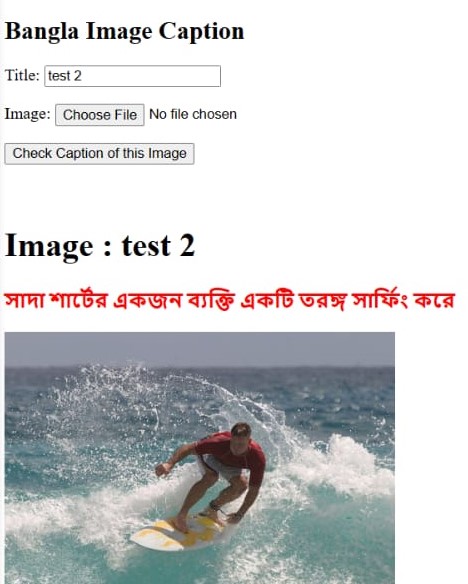 Bangla Image Caption
Title: test 2
Image: Choose File No file chosen
Check Caption of this Image
Image : test 2
সাদা শার্টের একজন ব্যক্তি একটি তরঙ্গ সার্ফিং করে